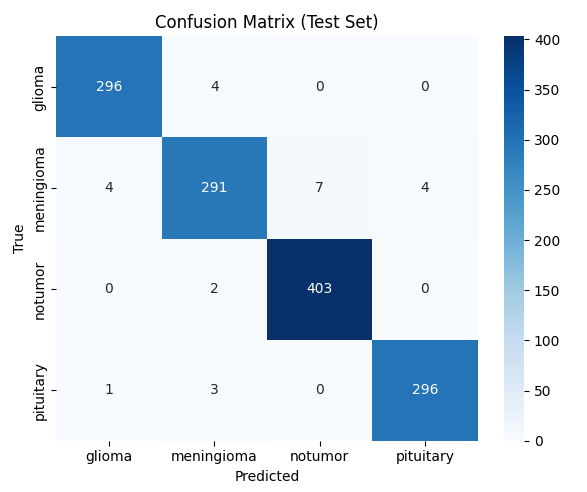 Confusion Matrix (Test Set)
True
glioma 296 4 0 0
meningioma 4 291 7 4
notumor 0 2 403 0
pituitary 1 3 0 296
glioma meningioma notumor pituitary
Predicted
400
350
300
250
200
150
100
50
0